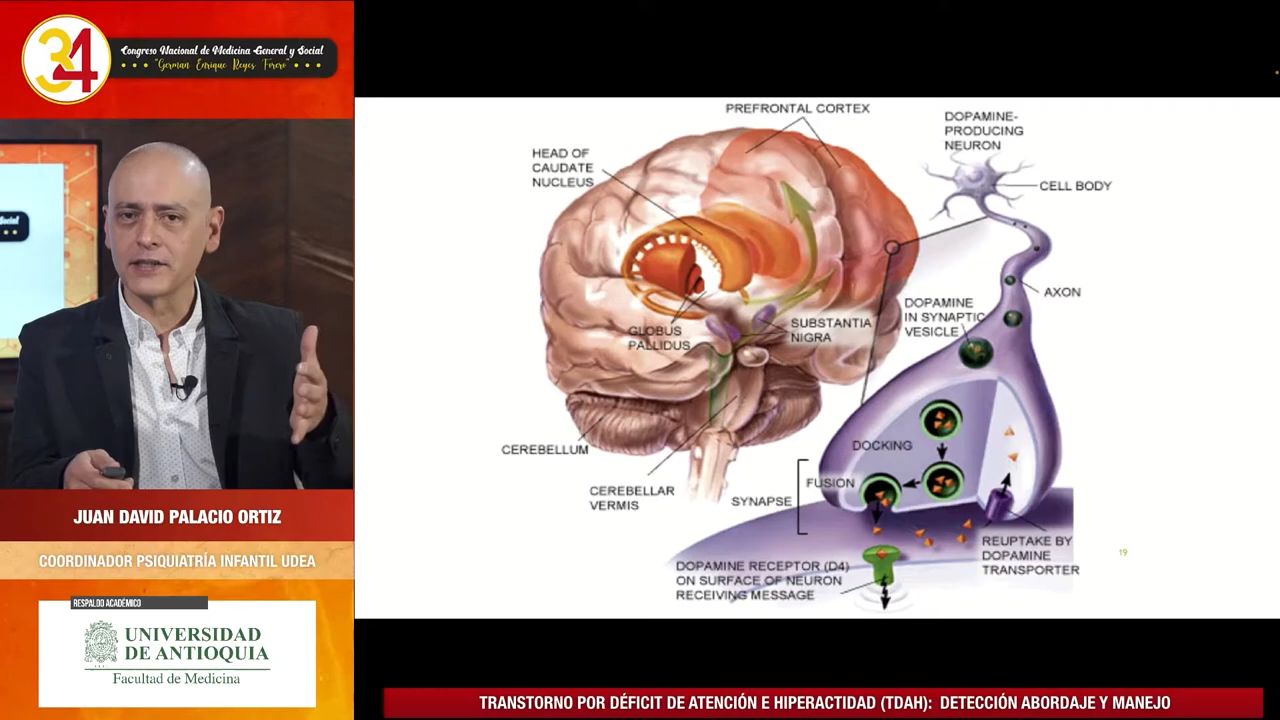 34
Congreso Nacional de Medicina General y Social
"German Enrique Reyes Forero"
JUAN DAVID PALACIO ORTIZ
COORDINADOR PSIQUIATRÍA INFANTIL UDEA
RESPALDO ACADÉMICO
UNIVERSIDAD
DE ANTIOQUIA
Facultad de Medicina
PREFRONTAL CORTEX
HEAD OF
CAUDATE
NUCLEUS
GLOBUS
PALLIDUS
SUBSTANTIA
NIGRA
CEREBELLUM
CEREBELLAR
VERMIS
DOPAMINE-
PRODUCING
NEURON
CELL BODY
AXON
DOPAMINE
IN SYNAPTIC
VESICLE
DOCKING
FUSION
SYNAPSE
REUPTAKE BY
DOPAMINE
TRANSPORTER
DOPAMINE RECEPTOR (D4)
ON SURFACE OF NEURON
RECEIVING MESSAGE
19
TRANSTORNO POR DÉFICIT DE ATENCIÓN E HIPERACTIDAD (TDAH): DETECCIÓN ABORDAJE Y MANEJO